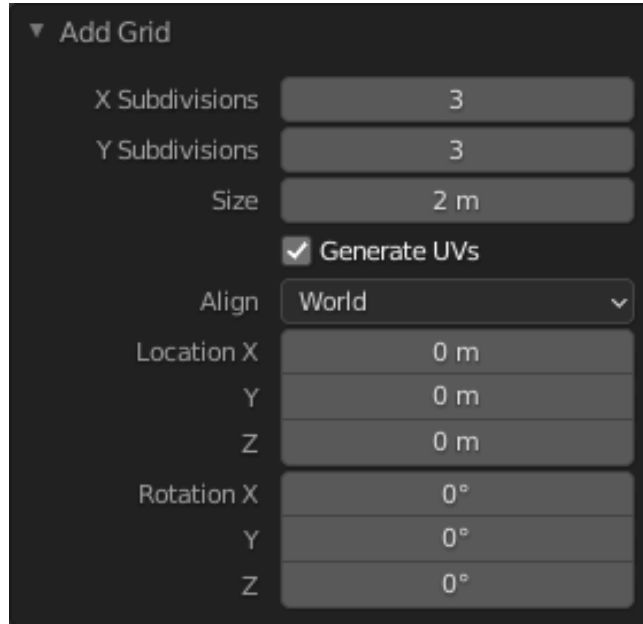 Add Grid
X Subdivisions 3
Y Subdivisions 3
Size 2 m
Generate UVs
Align World
Location X 0 m
Y 0 m
Z 0 m
Rotation X 0°
Y 0°
Z 0°